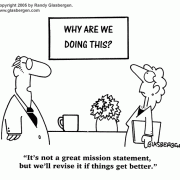 Copyright 2005 by Randy Glasbergen.
www.glasbergen.com
WHY ARE WE
DOING THIS?
GLASBERGEN
"It's not a great mission statement,
but we'll revise it if things get better."